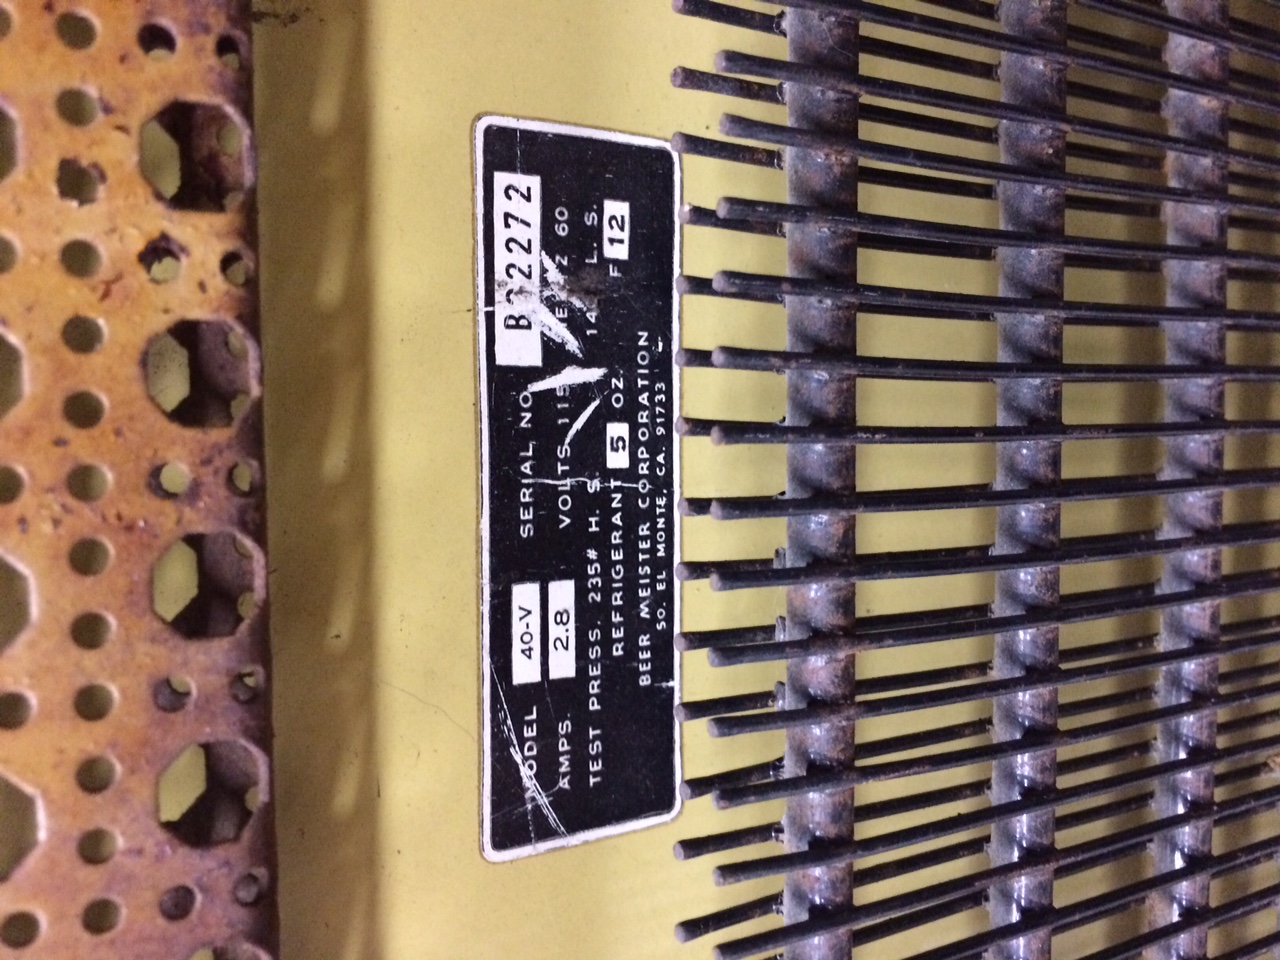 MODEL 40-V SERIAL NO. B 2272
AMPS. 2.8 VOLTS 115 60
TEST PRESS. 235# H. S. L. S.
REFRIGERANT 5 OZ F 12
BEER MEISTER CORPORATION
SO. EL MONTE, CA. 91733